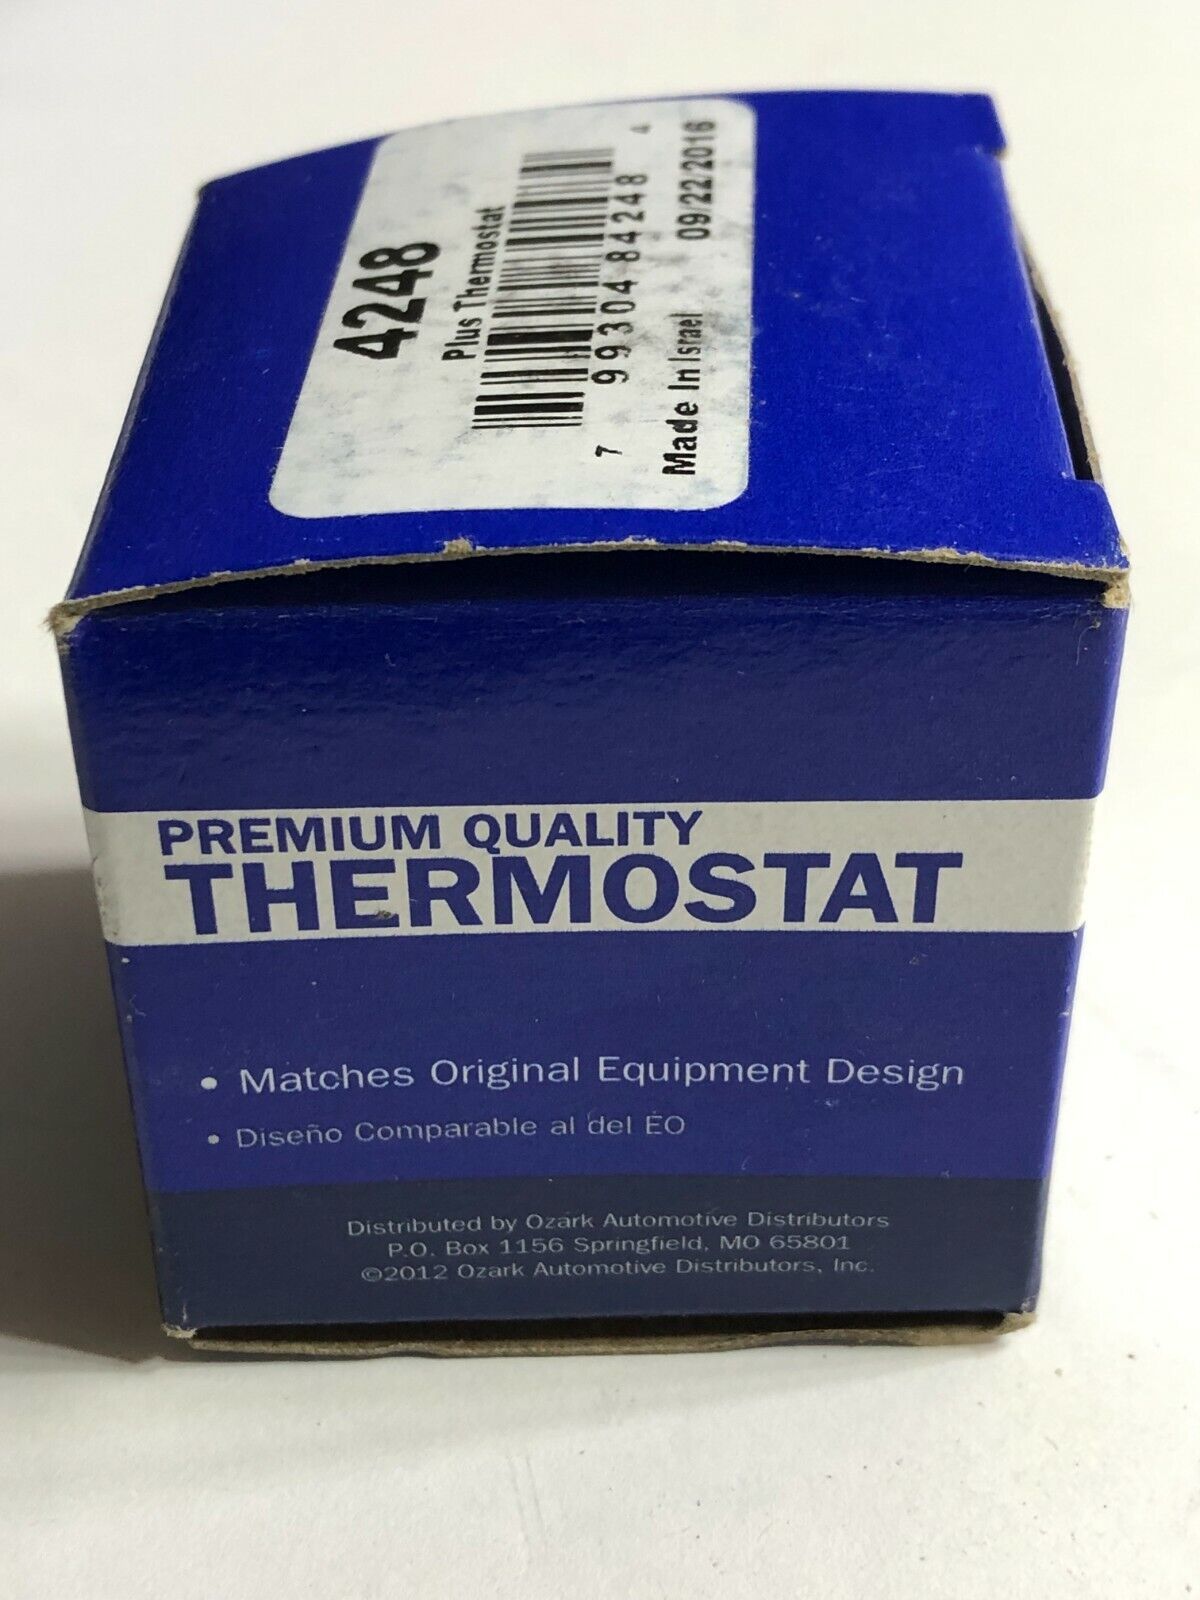 4248
Plus Thermostat
7 99304 84248 4
Made In Israel 09/22/2016
PREMIUM QUALITY
THERMOSTAT
• Matches Original Equipment Design
• Diseño Comparable al del EO
Distributed by Ozark Automotive Distributors
P.O. Box 1156 Springfield, MO 65801
©2012 Ozark Automotive Distributors, Inc.